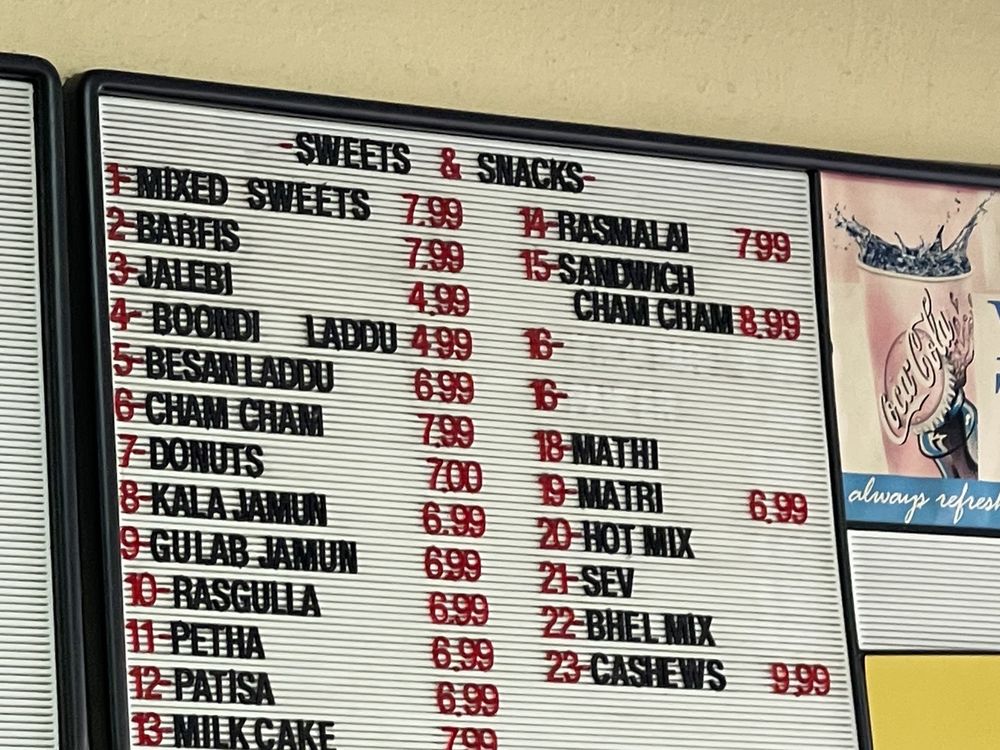 -SWEETS & SNACKS-
1-MIXED SWEETS 7.99
2-BARFIS 7.99
3-JALEBI 4.99
4- BOONDI LADDU 4.99
5-BESAN LADDU 6.99
6-CHAM CHAM 7.99
7-DONUTS 7.00
8-KALA JAMUN 6.99
9-GULAB JAMUN 6.99
10-RASGULLA 6.99
11-PETHA 6.99
12-PATISA 6.99
13-MILK CAKE 7.99
14-RASMALAI 7.99
15-SANDWICH
CHAM CHAM 8.99
16-
16-
18-MATHI
19-MATRI 6.99
20-HOT MIX
21-SEV
22-BHEL MIX
23-CASHEWS 9.99
Coca-Cola
always refresh